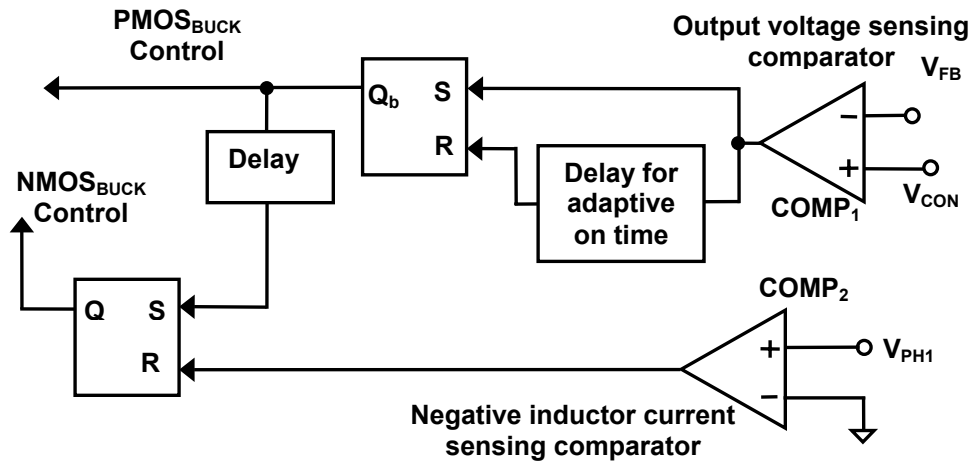 PMOSBUCK
Control
Output voltage sensing
comparator
VFB
Qb
S
R
-
+
Delay
Delay for
adaptive
on time
COMP1
VCON
NMOSBUCK
Control
Q
S
R
COMP2
+
-
VPH1
Negative inductor current
sensing comparator